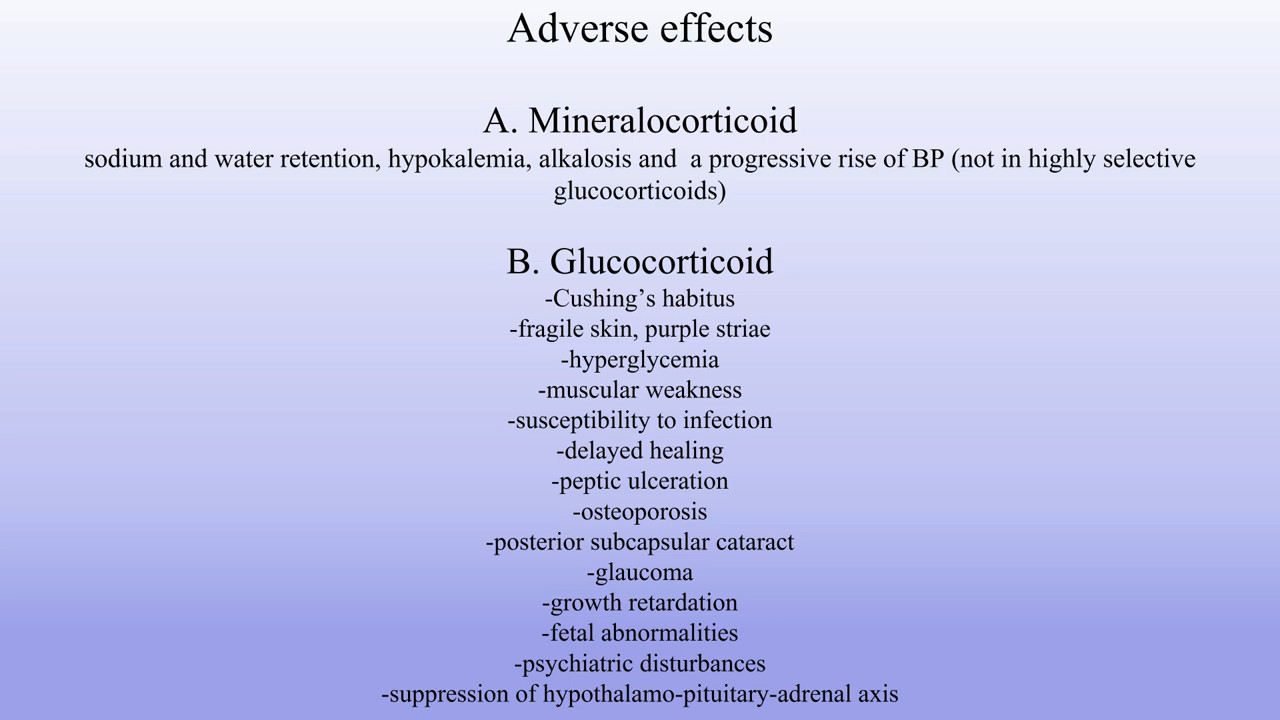 Adverse effects
A. Mineralocorticoid
sodium and water retention, hypokalemia, alkalosis and  a progressive rise of BP (not in highly selective
glucocorticoids)
B. Glucocorticoid
-Cushing’s habitus
-fragile skin, purple striae
-hyperglycemia
-muscular weakness
-susceptibility to infection
-delayed healing
-peptic ulceration
-osteoporosis
-posterior subcapsular cataract
-glaucoma
-growth retardation
-fetal abnormalities
-psychiatric disturbances
-suppression of hypothalamo-pituitary-adrenal axis